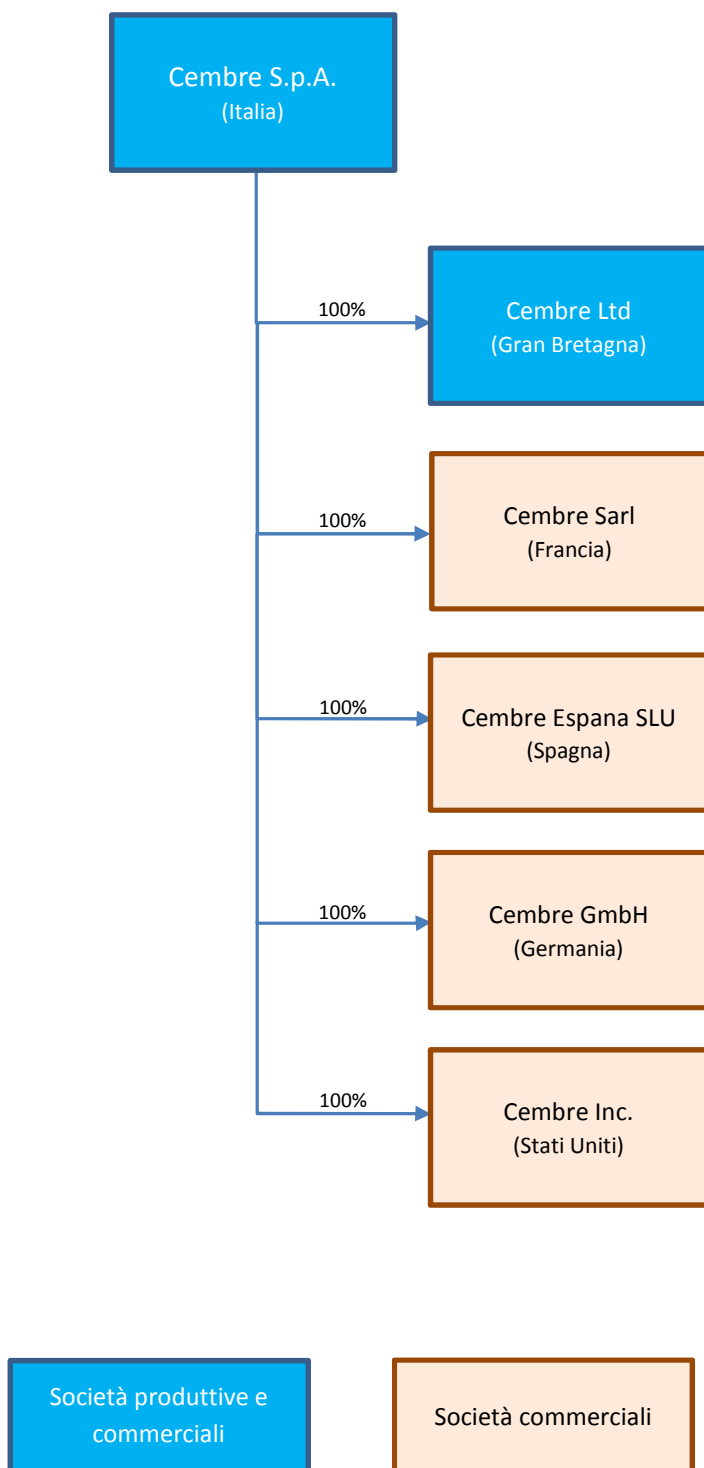 Cembre S.p.A.
(Italia)
100%
Cembre Ltd
(Gran Bretagna)
100%
Cembre Sarl
(Francia)
100%
Cembre Espana SLU
(Spagna)
100%
Cembre GmbH
(Germania)
100%
Cembre Inc.
(Stati Uniti)
Società produttive e
commerciali
Società commerciali